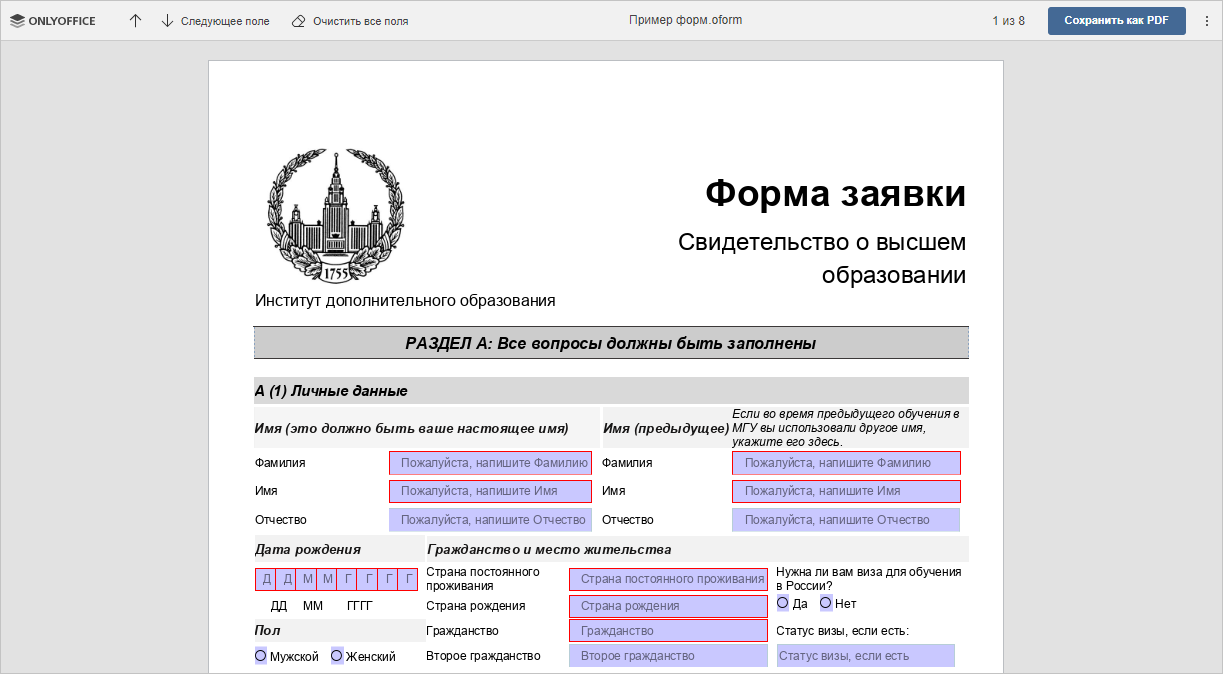 ONLYOFFICE
Следующее поле
Очистить все поля
Пример форм.oform
1 из 8
Сохранить как PDF
1755
Форма заявки
Свидетельство о высшем
образовании
Институт дополнительного образования
РАЗДЕЛ А: Все вопросы должны быть заполнены
А (1) Личные данные
Имя (это должно быть ваше настоящее имя)
Имя (предыдущее)
Если во время предыдущего обучения в
МГУ вы использовали другое имя,
укажите его здесь.
Фамилия Пожалуйста, напишите Фамилию Фамилия Пожалуйста, напишите Фамилию
Имя Пожалуйста, напишите Имя Имя Пожалуйста, напишите Имя
Отчество Пожалуйста, напишите Отчество Отчество Пожалуйста, напишите Отчество
Дата рождения
Д Д М М Г Г Г Г
ДД ММ ГГГГ
Пол
Мужской Женский
Гражданство и место жительства
Страна постоянного
проживания
Страна постоянного проживания
Страна рождения Страна рождения
Гражданство Гражданство
Второе гражданство Второе гражданство
Нужна ли вам виза для обучения
в России?
Да Нет
Статус визы, если есть:
Статус визы, если есть